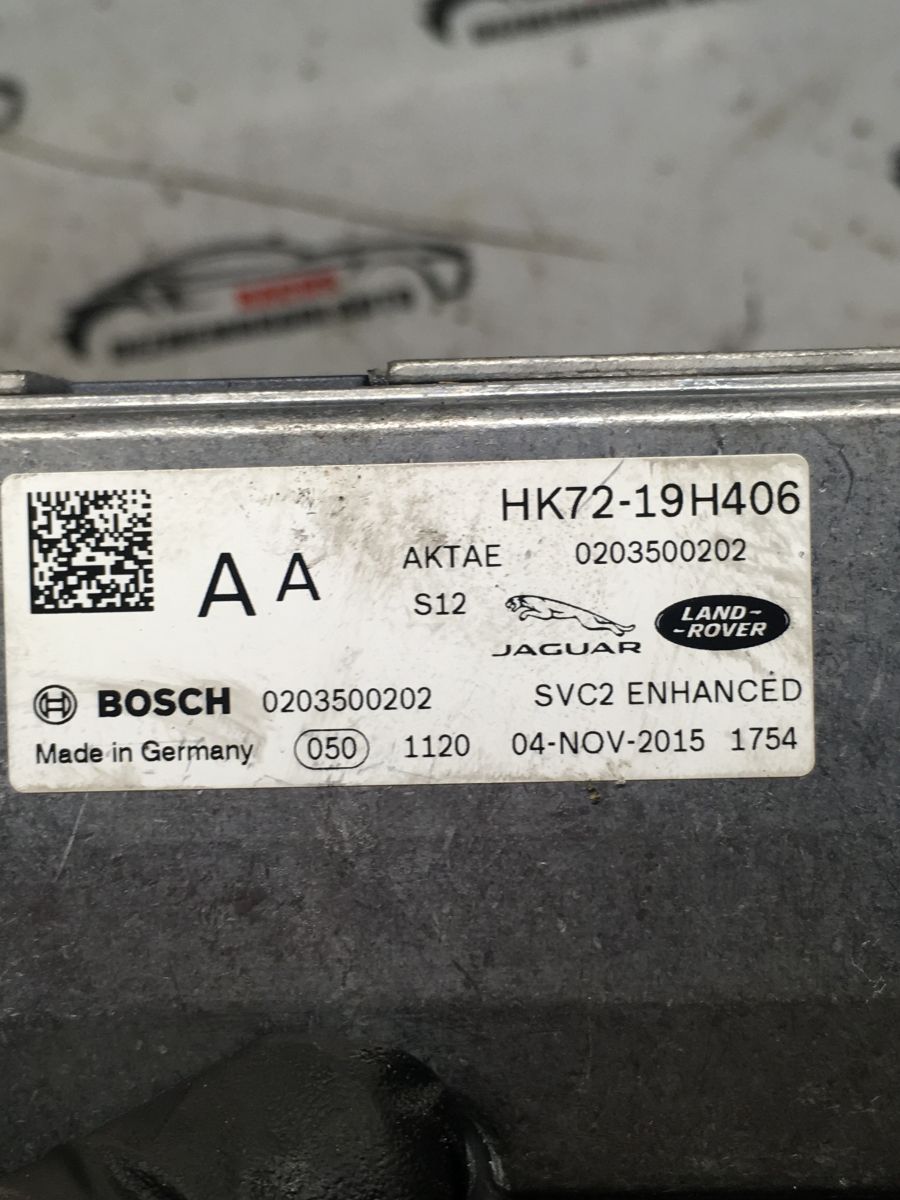 HK72-19H406
A A
AKTAE 0203500202
S12
JAGUAR
LAND-
-ROVER
BOSCH 0203500202
SVC2 ENHANCED
Made in Germany 050 1120 04-NOV-2015 1754